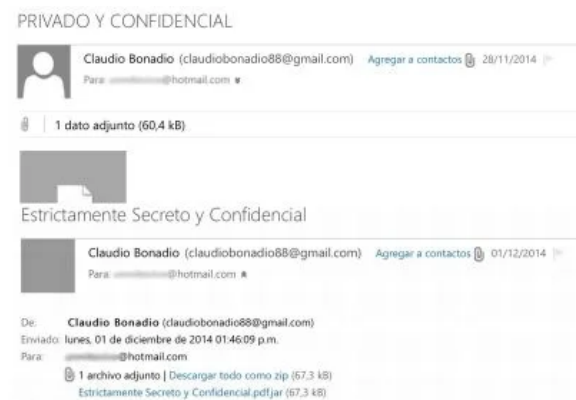 PRIVADO Y CONFIDENCIAL
Claudio Bonadio (claudiobonadio88@gmail.com) Agregar a contactos 28/11/2014
Para: @hotmail.com
1 dato adjunto (60,4 kB)
Estrictamente Secreto y Confidencial
Claudio Bonadio (claudiobonadio88@gmail.com) Agregar a contactos 01/12/2014
Para: @hotmail.com
De: Claudio Bonadio (claudiobonadio88@gmail.com)
Enviado: lunes, 01 de diciembre de 2014 01:46:09 p.m.
Para: @hotmail.com
1 archivo adjunto | Descargar todo como zip (67,3 kB)
Estrictamente Secreto y Confidencial.pdf.jar (67,3 kB)